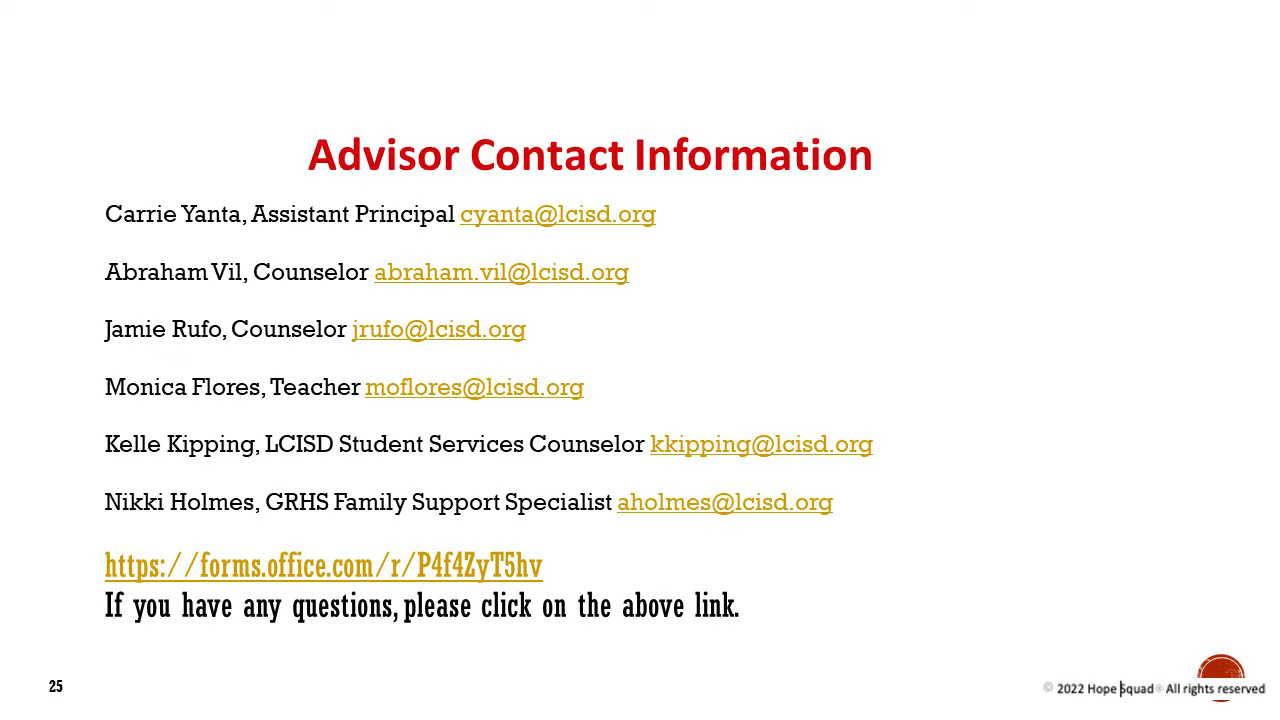 Advisor Contact Information
Carrie Yanta, Assistant Principal cyanta@lcisd.org
Abraham Vil, Counselor abraham.vil@lcisd.org
Jamie Rufo, Counselor jrufo@lcisd.org
Monica Flores, Teacher moflores@lcisd.org
Kelle Kipping, LCISD Student Services Counselor kkipping@lcisd.org
Nikki Holmes, GRHS Family Support Specialist aholmes@lcisd.org
https://forms.office.com/r/P4f4ZyT5hv
If you have any questions, please click on the above link.
25
© 2022 Hope Squad® All rights reserved